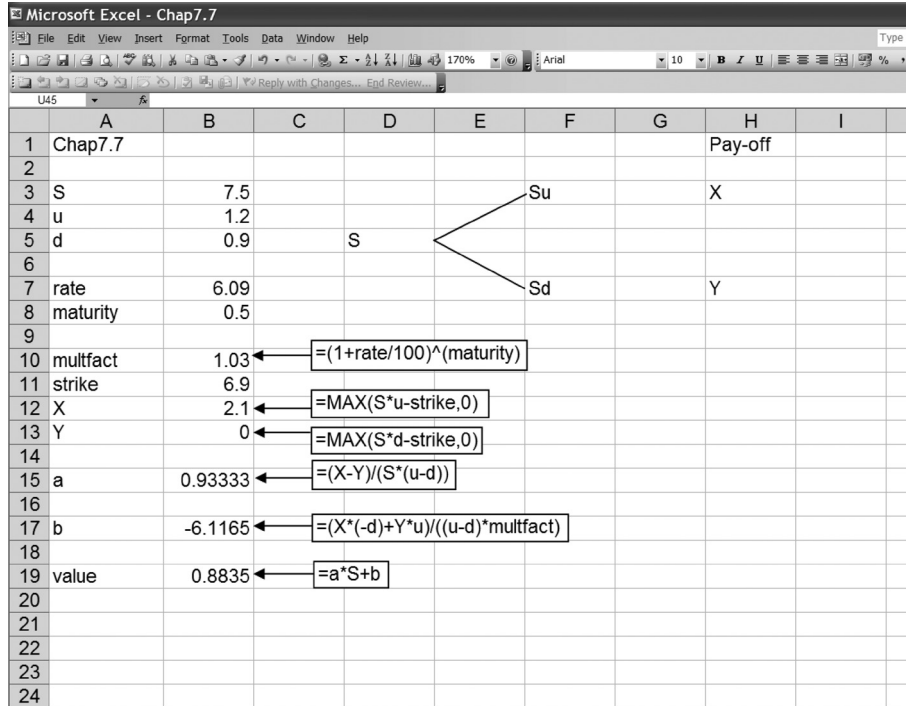 Microsoft Excel - Chap7.7
File Edit View Insert Format Tools Data Window Help
Type
170% Arial 10 B I U %
Reply with Changes... End Review...
U45 fx
A B C D E F G H I
1 Chap7.7 Pay-off
2
3 S 7.5 Su X
4 u 1.2
5 d 0.9 S
6
7 rate 6.09 Sd Y
8 maturity 0.5
9
10 multfact 1.03 =(1+rate/100)^(maturity)
11 strike 6.9
12 X 2.1 =MAX(S*u-strike,0)
13 Y 0 =MAX(S*d-strike,0)
14
15 a 0.93333 =(X-Y)/(S*(u-d))
16
17 b -6.1165 =(X*(-d)+Y*u)/((u-d)*multfact)
18
19 value 0.8835 =a*S+b
20
21
22
23
24